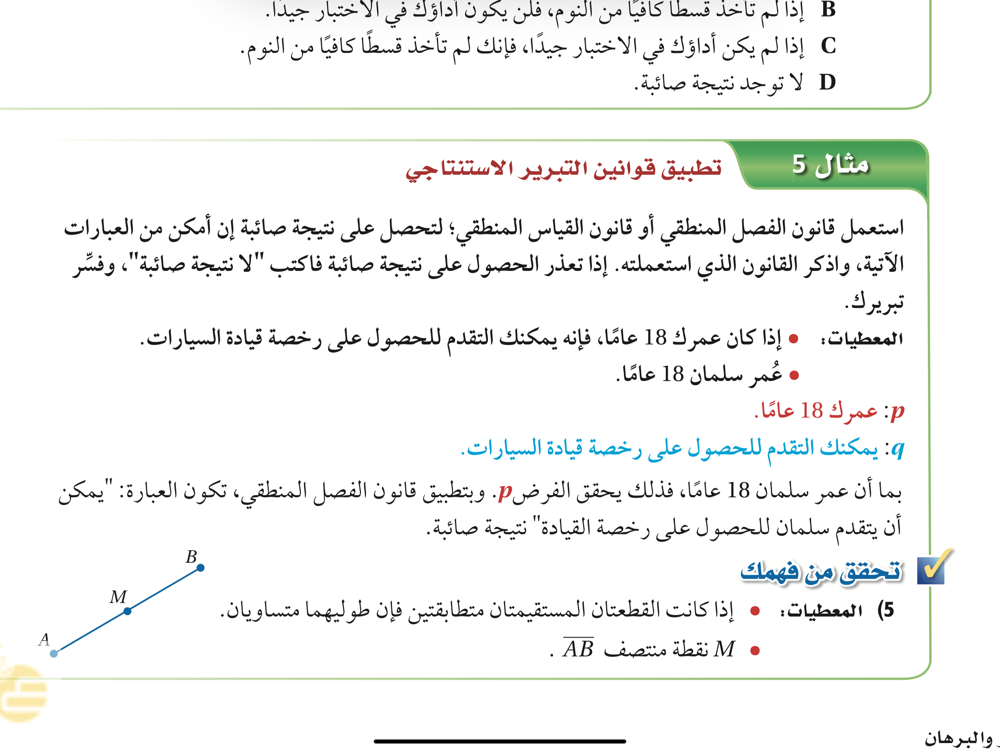 B إذا لم تأخذ قسطًا كافيًا من النوم، فلن يكون أداؤك في الاختبار جيدًا.
C إذا لم يكن أداؤك في الاختبار جيدًا، فإنك لم تأخذ قسطًا كافيًا من النوم.
D لا توجد نتيجة صائبة.
مثال 5 تطبيق قوانين التبرير الاستنتاجي
استعمل قانون الفصل المنطقي أو قانون القياس المنطقي؛ لتحصل على نتيجة صائبة إن أمكن من العبارات
الآتية، واذكر القانون الذي استعملته. إذا تعذر الحصول على نتيجة صائبة فاكتب "لا نتيجة صائبة"، وفسِّر
تبريرك.
المعطيات: • إذا كان عمرك 18 عامًا، فإنه يمكنك التقدم للحصول على رخصة قيادة السيارات.
• عُمر سلمان 18 عامًا.
p: عمرك 18 عامًا.
q: يمكنك التقدم للحصول على رخصة قيادة السيارات.
بما أن عمر سلمان 18 عامًا، فذلك يحقق الفرض p. وبتطبيق قانون الفصل المنطقي، تكون العبارة: "يمكن
أن يتقدم سلمان للحصول على رخصة القيادة" نتيجة صائبة.
تحقق من فهمك
5) المعطيات: • إذا كانت القطعتان المستقيمتان متطابقتين فإن طوليهما متساويان.
• M نقطة منتصف A̅B̅ .
B
M
A
والبرهان